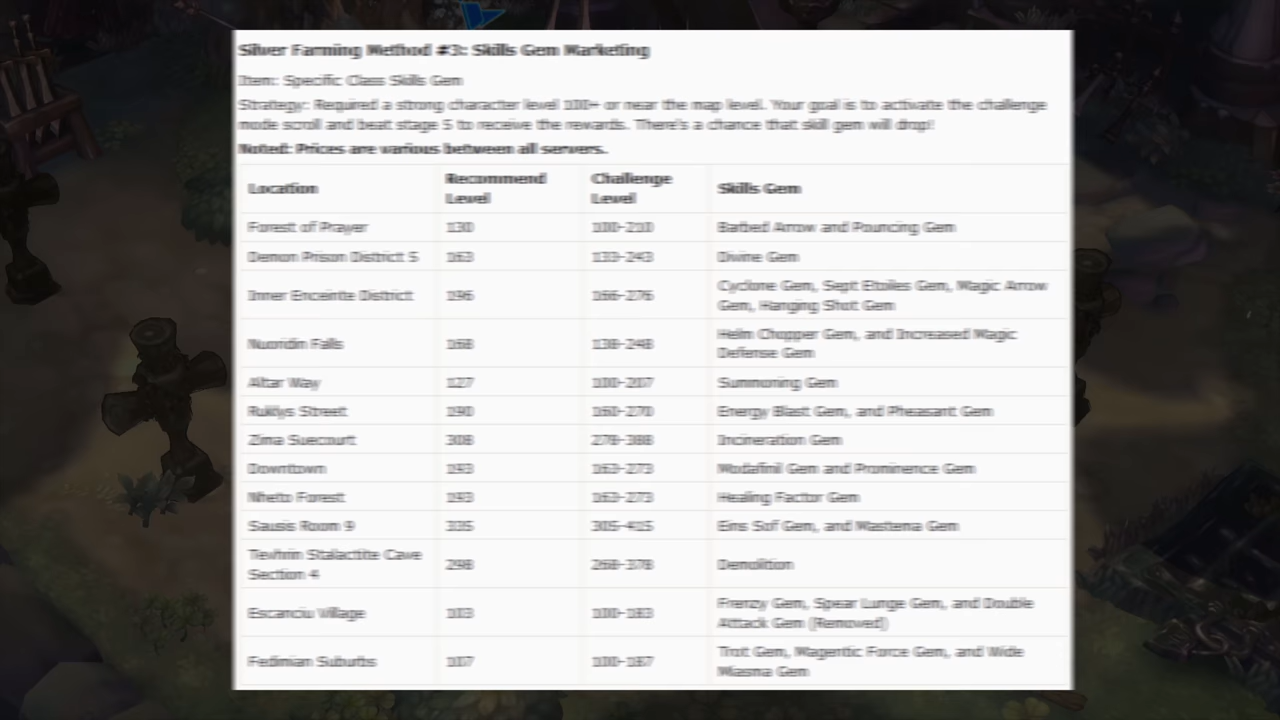 Silver Farming Method #3: Skills Gem Marketing
Item: Specific Class Skills Gem
Strategy: Required a strong character level 100+ or near the map level. Your goal is to activate the challenge
mode scroll and beat stage 5 to receive the rewards. There's a chance that skill gem will drop!
Noted: Prices are various between all servers.
Location Recommend Level Challenge Level Skills Gem
Forest of Prayer 130 100-210 Barbed Arrow and Pouncing Gem
Demon Prison District 5 163 133-243 Divine Gem
Inner Enceinte District 196 166-276 Cyclone Gem, Sept Etoiles Gem, Magic Arrow
Gem, Hanging Shot Gem
Nuoridin Falls 168 138-248 Helm Chopper Gem, and Increased Magic
Defense Gem
Altar Way 127 100-207 Summoning Gem
Ruklys Street 190 160-270 Energy Blast Gem, and Pheasant Gem
Zima Suecourt 308 278-388 Incineration Gem
Downtown 193 163-273 Modafinil Gem and Prominence Gem
Nheto Forest 193 163-273 Healing Factor Gem
Sausis Room 9 335 305-415 Eins Sof Gem, and Mastema Gem
Tevhrin Stalactite Cave
Section 4 298 268-378 Demolition
Escanciu Village 103 100-183 Frenzy Gem, Spear Lunge Gem, and Double
Attack Gem (Removed)
Fedimian Suburbs 107 100-187 Trot Gem, Magentic Force Gem, and Wide
Miasma Gem